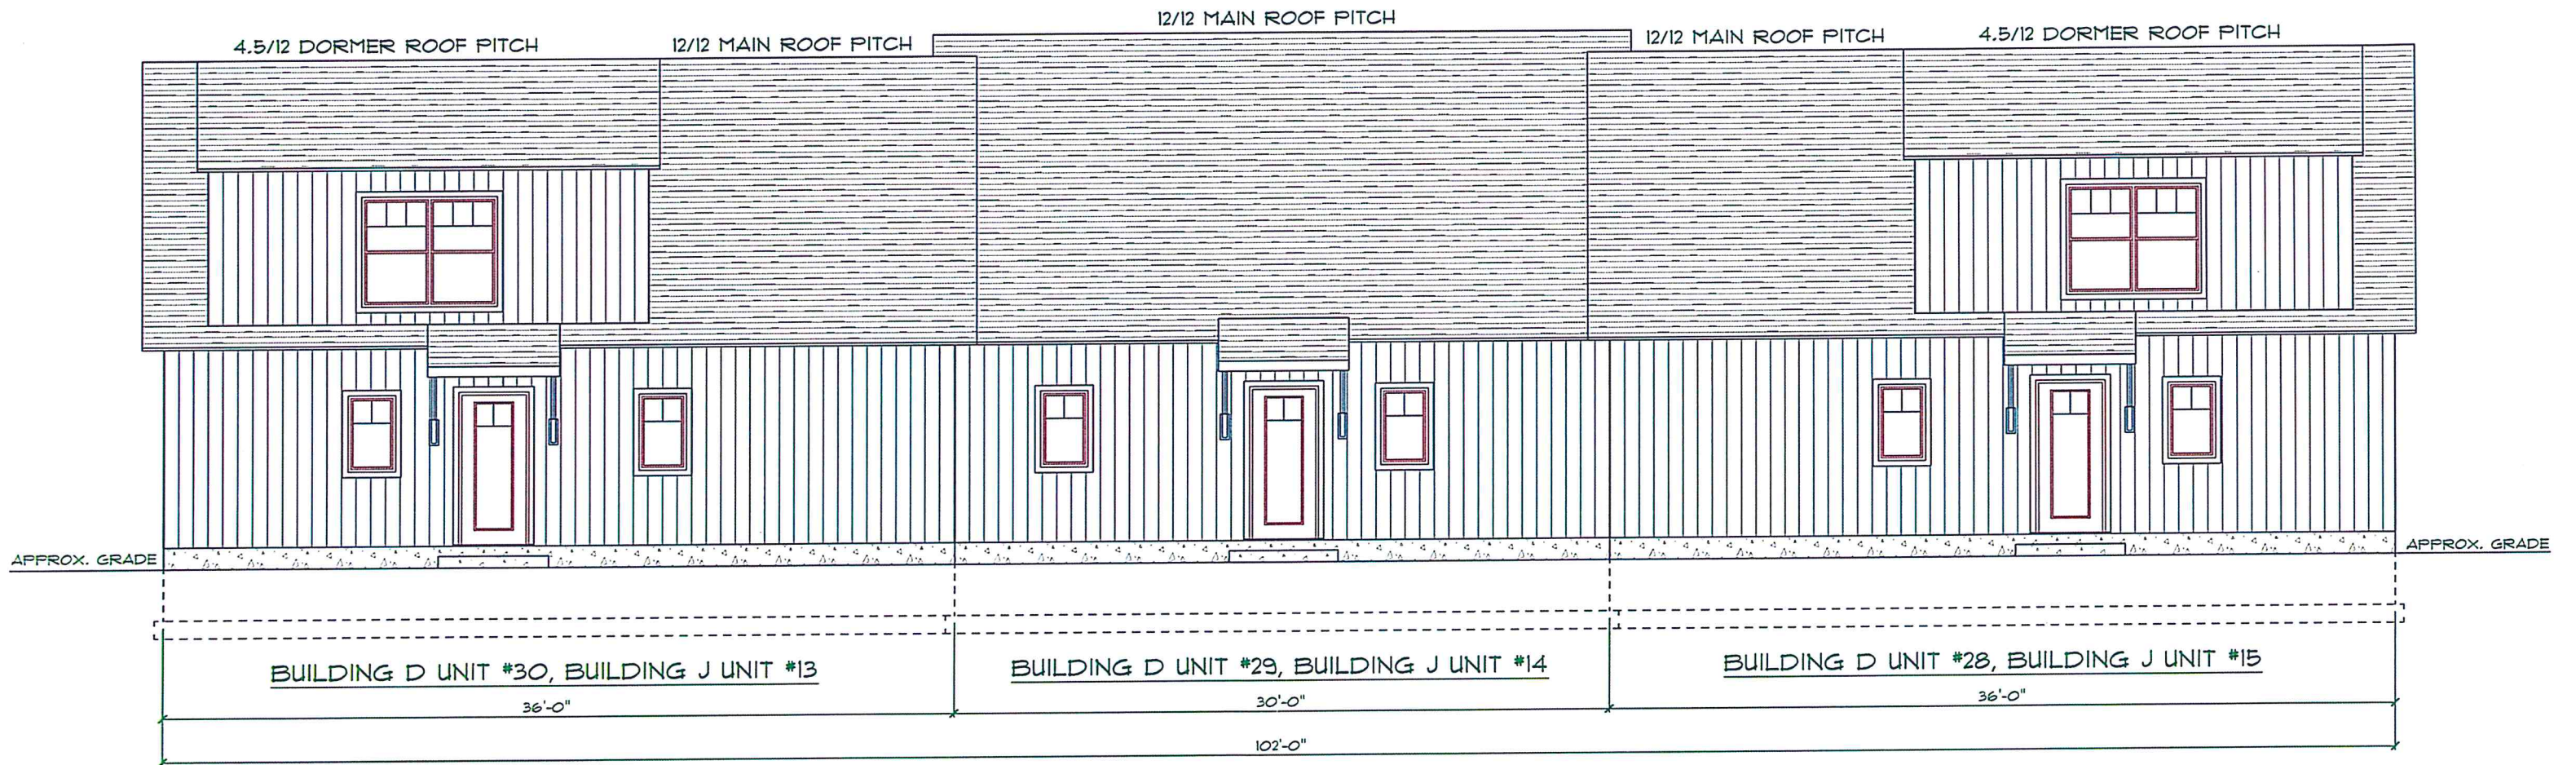 12/12 MAIN ROOF PITCH
4.5/12 DORMER ROOF PITCH
12/12 MAIN ROOF PITCH
12/12 MAIN ROOF PITCH
4.5/12 DORMER ROOF PITCH
APPROX. GRADE
APPROX. GRADE
BUILDING D UNIT #30, BUILDING J UNIT #13
BUILDING D UNIT #29, BUILDING J UNIT #14
BUILDING D UNIT #28, BUILDING J UNIT #15
36'-0"
30'-0"
36'-0"
102'-0"